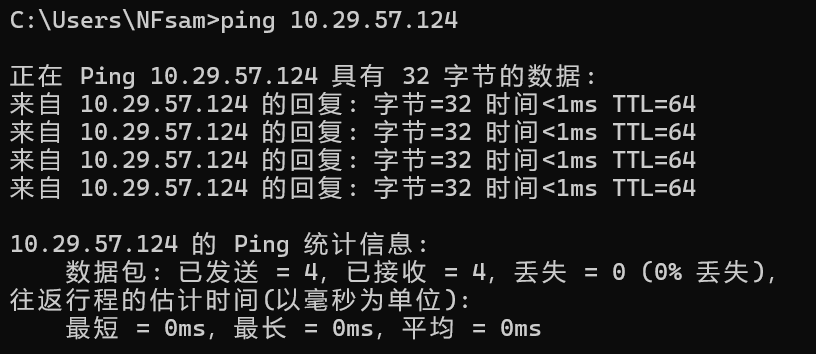 C:\Users\NFsam>ping 10.29.57.124
正在 Ping 10.29.57.124 具有 32 字节的数据:
来自 10.29.57.124 的回复: 字节=32 时间<1ms TTL=64
来自 10.29.57.124 的回复: 字节=32 时间<1ms TTL=64
来自 10.29.57.124 的回复: 字节=32 时间<1ms TTL=64
来自 10.29.57.124 的回复: 字节=32 时间<1ms TTL=64
10.29.57.124 的 Ping 统计信息:
数据包: 已发送 = 4, 已接收 = 4, 丢失 = 0 (0% 丢失),
往返行程的估计时间(以毫秒为单位):
最短 = 0ms, 最长 = 0ms, 平均 = 0ms